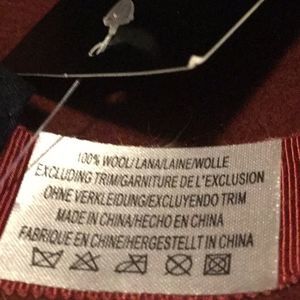 100% WOOL/LANA/LAINE/WOLLE
EXCLUDING TRIM/GARNITURE DE L'EXCLUSION
OHNE VERKLEIDUNG/EXCLUYENDO TRIM
MADE IN CHINA/HECHO EN CHINA
FABRIQUE EN CHINE/HERGESTELLT IN CHINA